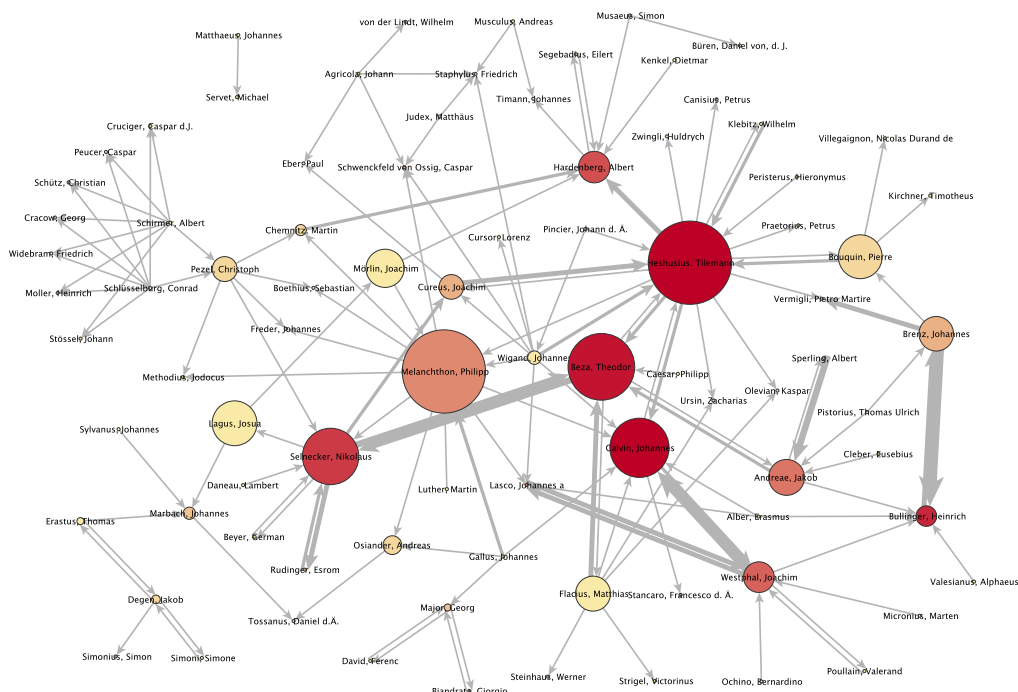 Musaeus, Simon
von der Lindt, Wilhelm
Musculus, Andreas
Matthaeus, Johannes
Büren, Daniel von, d. J.
Segebadius, Eilert
Kenkel, Dietmar
Agricola, Johann
Staphylus, Friedrich
Servet, Michael
Timann, Johannes
Canisius, Petrus
Judex, Matthäus
Cruciger, Caspar d.J.
Klebitz, Wilhelm
Zwingli, Huldrych
Villegaignon, Nicolas Durand de
Peucer, Caspar
Eber, Paul
Schwenckfeld von Ossig, Caspar
Hardenberg, Albert
Peristerus, Hieronymus
Schütz, Christian
Kirchner, Timotheus
Cracow, Georg
Schirmer, Albert
Chemnitz, Martin
Pincier, Johann d. Ä.
Praetorius, Petrus
Cursor, Lorenz
Widebram, Friedrich
Bouquin, Pierre
Heshusius, Tilemann
Pezel, Christoph
Mörlin, Joachim
Moller, Heinrich
Schlüsselburg, Conrad
Boethius, Sebastian
Cureus, Joachim
Vermigli, Pietro Martire
Freder, Johannes
Brenz, Johannes
Stössel, Johann
Wigand, Johannes
Sperling, Albert
Beza, Theodor
Melanchthon, Philipp
Caesar, Philipp
Methodius, Jodocus
Olevian, Kaspar
Ursin, Zacharias
Pistorius, Thomas Ulrich
Lagus, Josua
Sylvanus, Johannes
Calvin, Johannes
Cleber, Eusebius
Selnecker, Nikolaus
Andreae, Jakob
Daneau, Lambert
Luther, Martin
Lasco, Johannes a
Marbach, Johannes
Alber, Erasmus
Bullinger, Heinrich
Erastus, Thomas
Beyer, German
Osiander, Andreas
Gallus, Johannes
Rudinger, Esrom
Westphal, Joachim
Valesianus, Alphaeus
Flacius, Matthias
Stancaro, Francesco d. Ä.
Degen, Jakob
Major, Georg
Micronius, Marten
Tossanus, Daniel d.Ä.
Simonius, Simon
Simoni, Simone
David, Ferenc
Poullain, Valerand
Steinhaus, Werner
Strigel, Victorinus
Ochino, Bernardino
Biandrata, Giorgio